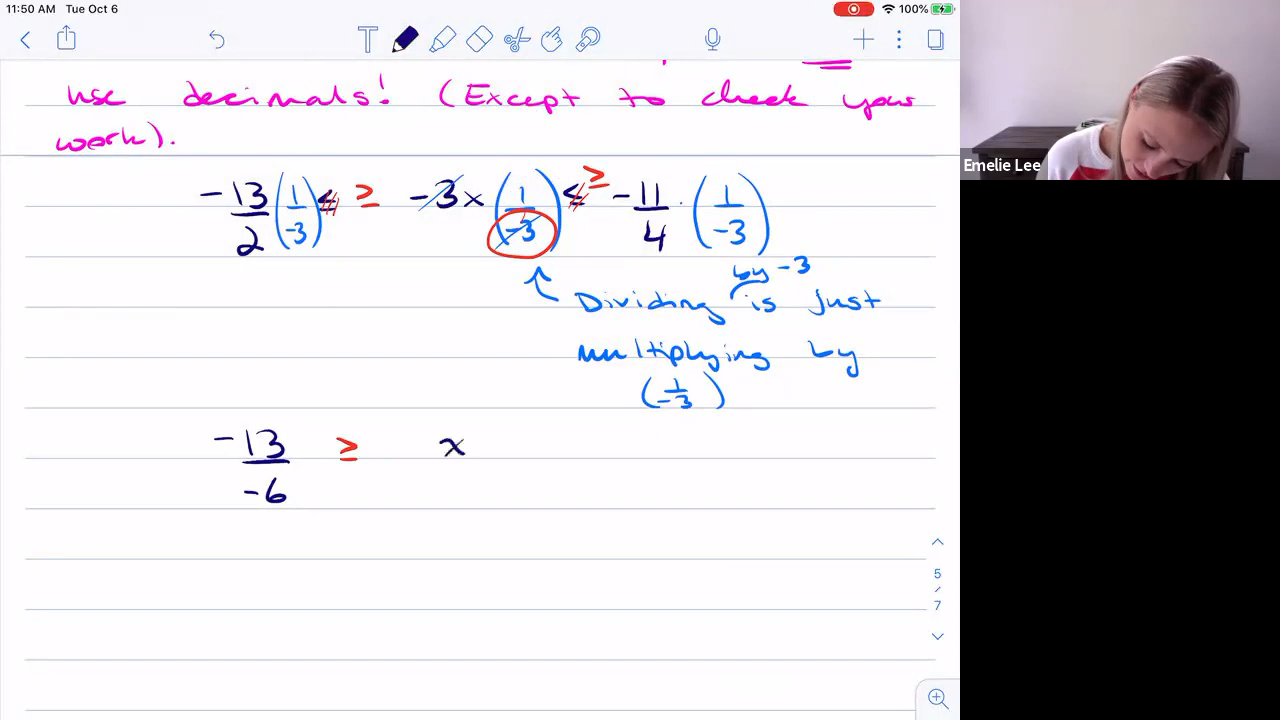 11:50 AM Tue Oct 6
100%
use decimals! (Except to check your
work).
-13/2 (1/-3) ≥ -3x (1/-3) ≥ -11/4 · (1/-3)
by -3
Dividing is just
multiplying by
(1/-3)
-13/-6 ≥ x
5
/
7
Emelie Lee